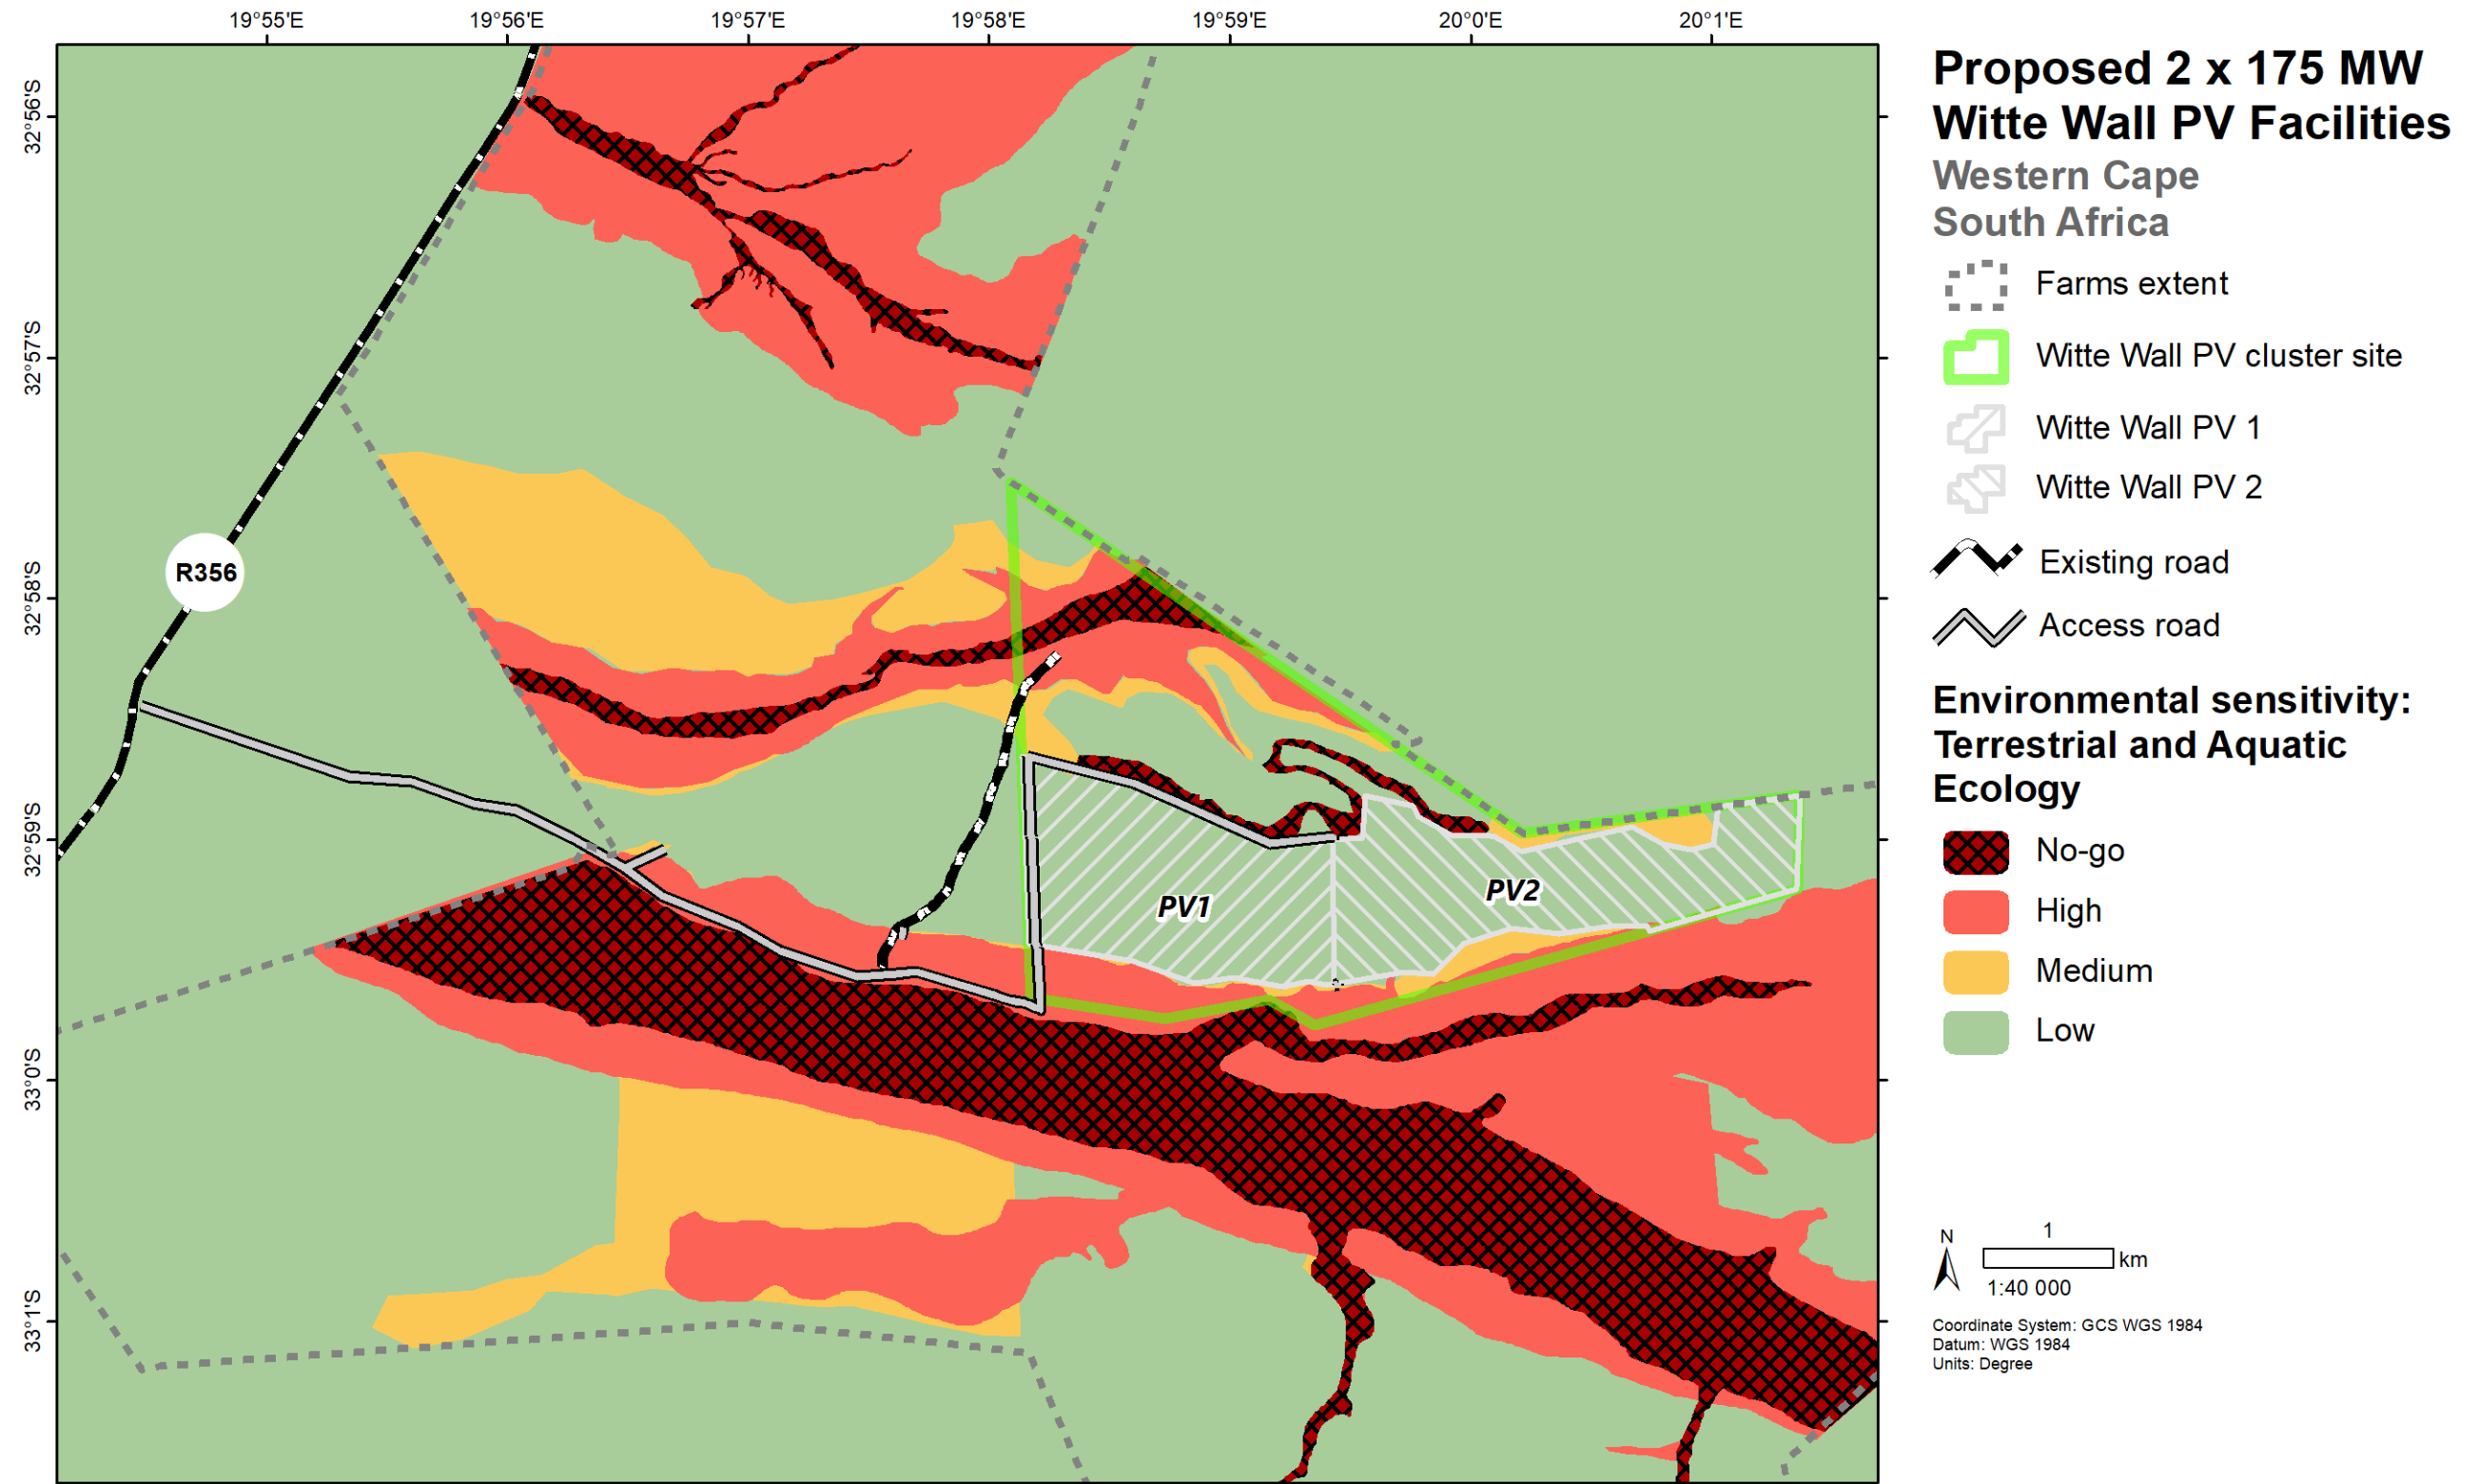 19°55'E 19°56'E 19°57'E 19°58'E 19°59'E 20°0'E 20°1'E
32°56'S
32°57'S
32°58'S
32°59'S
33°0'S
33°1'S
R356
PV1
PV2
Proposed 2 x 175 MW
Witte Wall PV Facilities
Western Cape
South Africa
Farms extent
Witte Wall PV cluster site
Witte Wall PV 1
Witte Wall PV 2
Existing road
Access road
Environmental sensitivity:
Terrestrial and Aquatic
Ecology
No-go
High
Medium
Low
N
1
km
1:40 000
Coordinate System: GCS WGS 1984
Datum: WGS 1984
Units: Degree